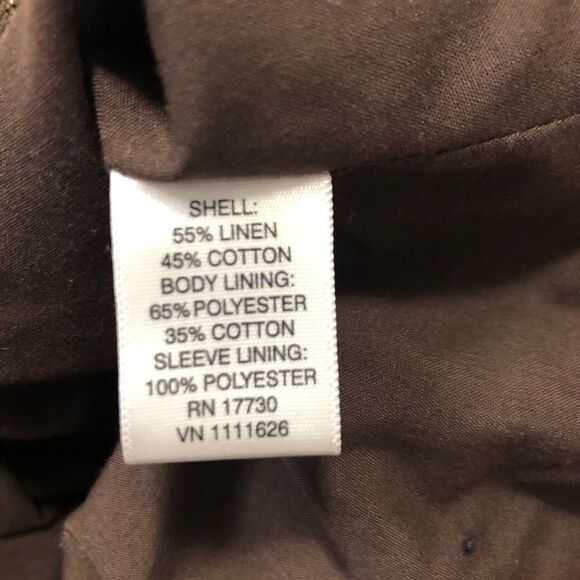 SHELL:
55% LINEN
45% COTTON
BODY LINING:
65% POLYESTER
35% COTTON
SLEEVE LINING:
100% POLYESTER
RN 17730
VN 1111626